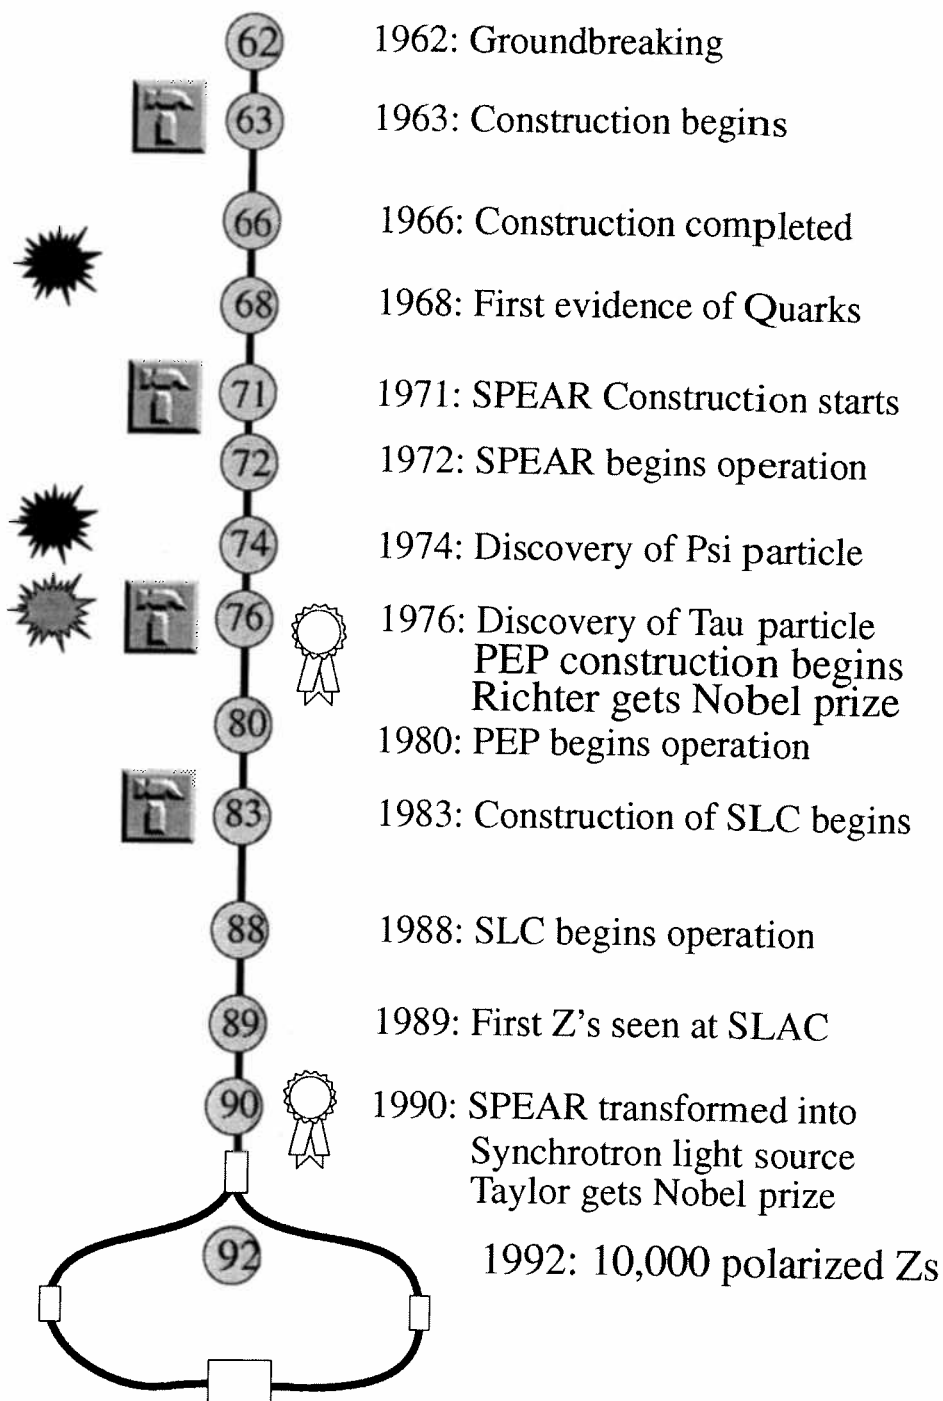 62 1962: Groundbreaking
63 1963: Construction begins
66 1966: Construction completed
68 1968: First evidence of Quarks
71 1971: SPEAR Construction starts
72 1972: SPEAR begins operation
74 1974: Discovery of Psi particle
76 1976: Discovery of Tau particle
PEP construction begins
Richter gets Nobel prize
80 1980: PEP begins operation
83 1983: Construction of SLC begins
88 1988: SLC begins operation
89 1989: First Z's seen at SLAC
90 1990: SPEAR transformed into
Synchrotron light source
Taylor gets Nobel prize
92 1992: 10,000 polarized Zs